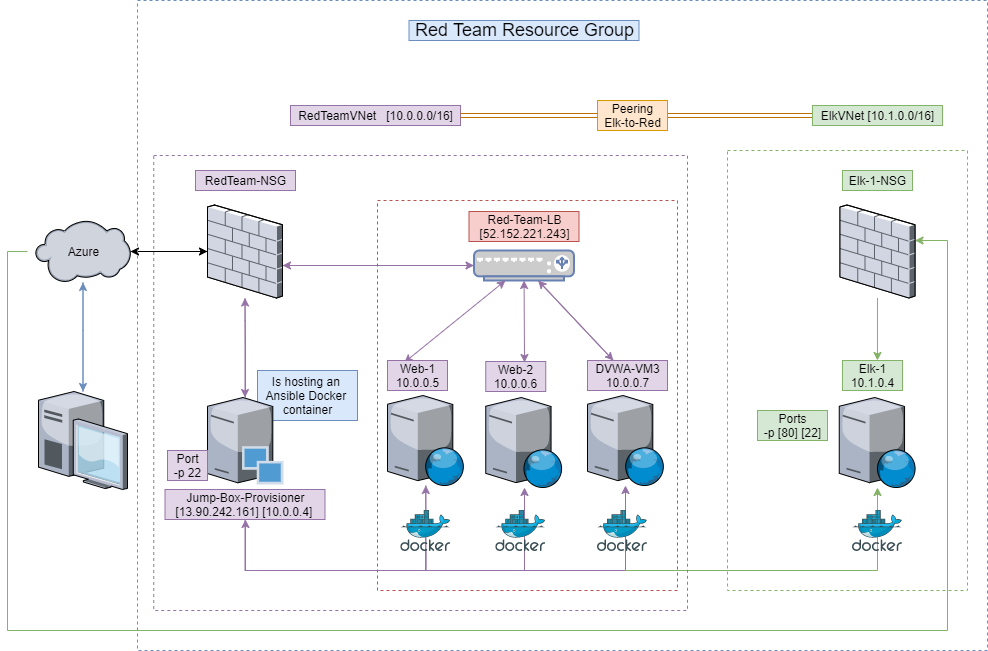 Red Team Resource Group
RedTeamVNet [10.0.0.0/16]
Peering
Elk-to-Red
ElkVNet [10.1.0.0/16]
RedTeam-NSG
Elk-1-NSG
Red-Team-LB
[52.152.221.243]
Azure
Web-1
10.0.0.5
Web-2
10.0.0.6
DVWA-VM3
10.0.0.7
Elk-1
10.1.0.4
Is hosting an
Ansible Docker
container
Ports
-p [80] [22]
Port
-p 22
Jump-Box-Provisioner
[13.90.242.161] [10.0.0.4]
docker
docker
docker
docker